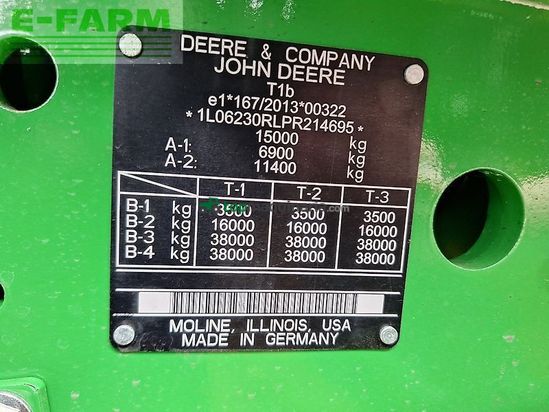 E-FARM
DEERE & COMPANY
JOHN DEERE
T1b
e1*167/2013*00322
*1L06230RLPR214695*
15000 kg
A-1: 6900 kg
A-2: 11400 kg
T-1 T-2 T-3
B-1 kg 3500 3500 3500
B-2 kg 16000 16000 16000
B-3 kg 38000 38000 38000
B-4 kg 38000 38000 38000
MOLINE, ILLINOIS, USA
MADE IN GERMANY